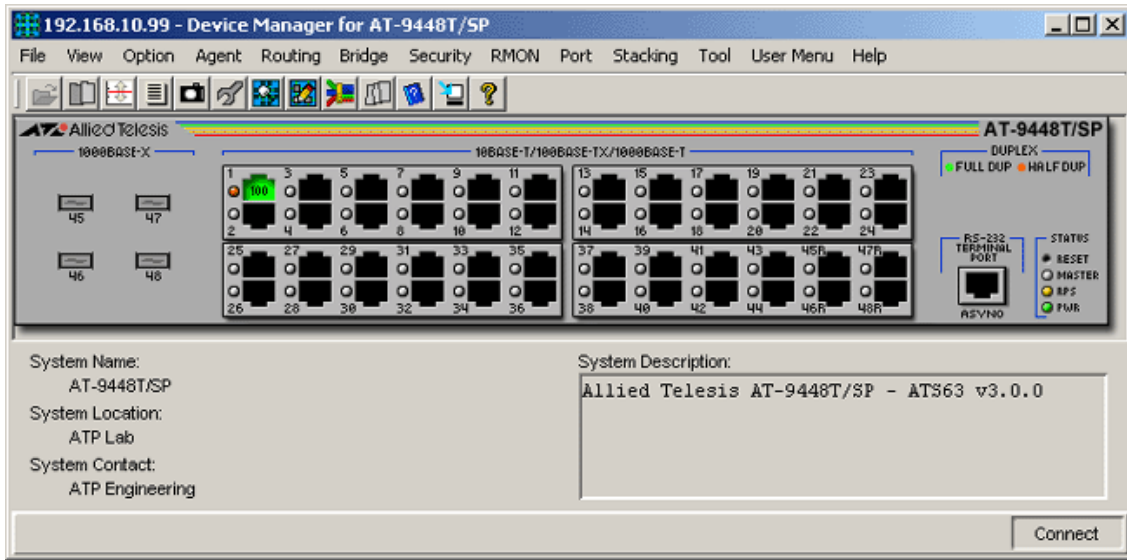 192.168.10.99 - Device Manager for AT-9448T/SP
File View Option Agent Routing Bridge Security RMON Port Stacking Tool User Menu Help
Allied Telesis
AT-9448T/SP
1000BASE-X
10BASE-T/100BASE-TX/1000BASE-T
DUPLEX
FULL DUP HALF DUP
1 3 5 7 9 11 13 15 17 19 21 23
100
45 47
2 4 6 8 10 12 14 16 18 20 22 24
25 27 29 31 33 35 37 39 41 43 45R 47R
46 48
26 28 30 32 34 36 38 40 42 44 46R 48R
RS-232
TERMINAL
PORT
ASYNO
STATUS
RESET
MASTER
RPS
PWR
System Name:
AT-9448T/SP
System Location:
ATP Lab
System Contact:
ATP Engineering
System Description:
Allied Telesis AT-9448T/SP - ATS63 v3.0.0
Connect